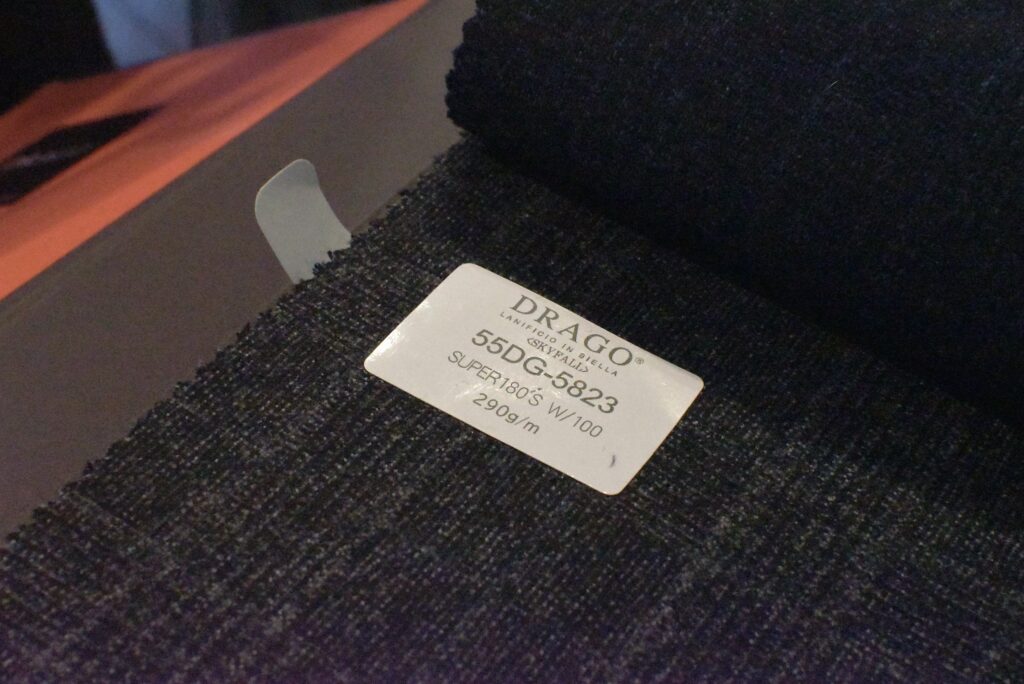 DRAGO®
LANIFICIO IN BIELLA
<SKYFALL>
55DG-5823
SUPER180'S W/100
290g/m